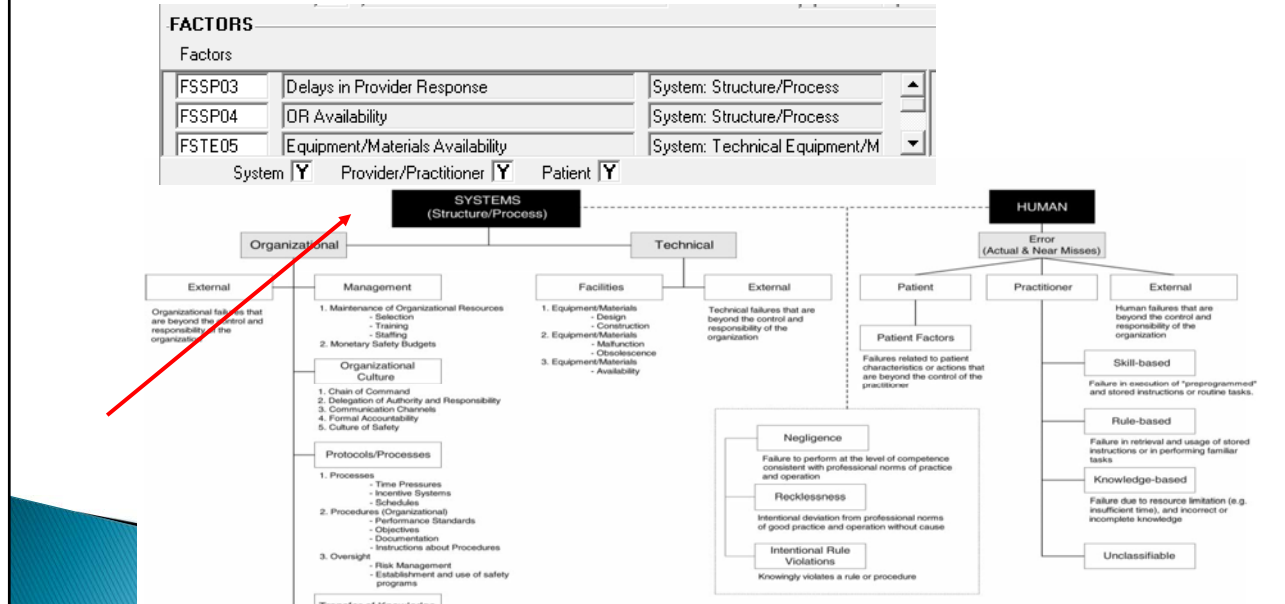 FACTORS
Factors
FSSP03 Delays in Provider Response System: Structure/Process
FSSP04 OR Availability System: Structure/Process
FSTE05 Equipment/Materials Availability System: Technical Equipment/M
System Y Provider/Practitioner Y Patient Y
SYSTEMS
(Structure/Process)
HUMAN
Organizational
Technical
Error
(Actual & Near Misses)
External
Organizational failures that
are beyond the control and
responsibility of the
organization
Management
1. Maintenance of Organizational Resources
- Selection
- Training
- Staffing
2. Monetary Safety Budgets
Organizational
Culture
1. Chain of Command
2. Delegation of Authority and Responsibility
3. Communication Channels
4. Formal Accountability
5. Culture of Safety
Protocols/Processes
1. Processes
- Time Pressures
- Incentive Systems
- Schedules
2. Procedures (Organizational)
- Performance Standards
- Objectives
- Documentation
- Instructions about Procedures
3. Oversight
- Risk Management
- Establishment and use of safety
programs
Facilities
1. Equipment/Materials
- Design
- Construction
2. Equipment/Materials
- Malfunction
- Obsolescence
3. Equipment/Materials
- Availability
External
Technical failures that are
beyond the control and
responsibility of the
organization
Patient
Patient Factors
Failures related to patient
characteristics or actions that
are beyond the control of the
practitioner
Practitioner
External
Human failures that are
beyond the control and
responsibility of the
organization
Skill-based
Failure in execution of "preprogrammed"
and stored instructions or routine tasks.
Rule-based
Failure in retrieval and usage of stored
instructions or in performing familiar
tasks
Knowledge-based
Failure due to resource limitation (e.g.
insufficient time), and incorrect or
incomplete knowledge
Unclassifiable
Negligence
Failure to perform at the level of competence
consistent with professional norms of practice
and operation
Recklessness
Intentional deviation from professional norms
of good practice and operation without cause
Intentional Rule
Violations
Knowingly violates a rule or procedure